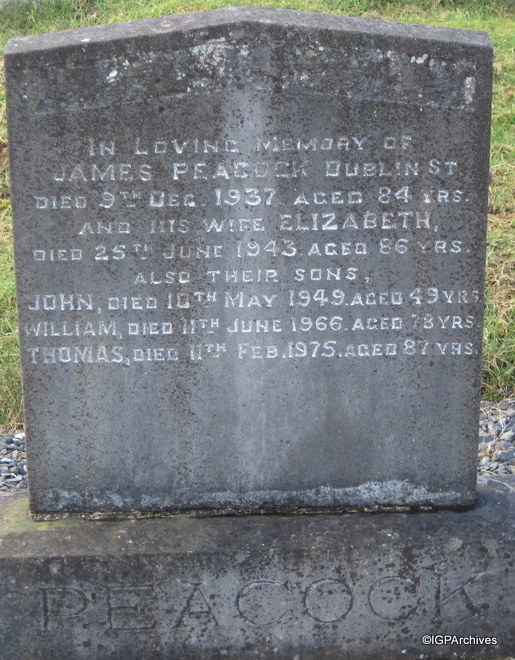 IN LOVING MEMORY OF
JAMES PEACOCK DUBLIN ST
DIED 9TH DEC. 1937. AGED 84 YRS.
AND HIS WIFE ELIZABETH,
DIED 25TH JUNE 1943. AGED 86 YRS.
ALSO THEIR SONS,
JOHN, DIED 10TH MAY 1949. AGED 49 YRS
WILLIAM, DIED 11TH JUNE 1966. AGED 78 YRS
THOMAS, DIED 11TH FEB. 1975. AGED 87 YRS.
PEACOCK
©IGPArchives